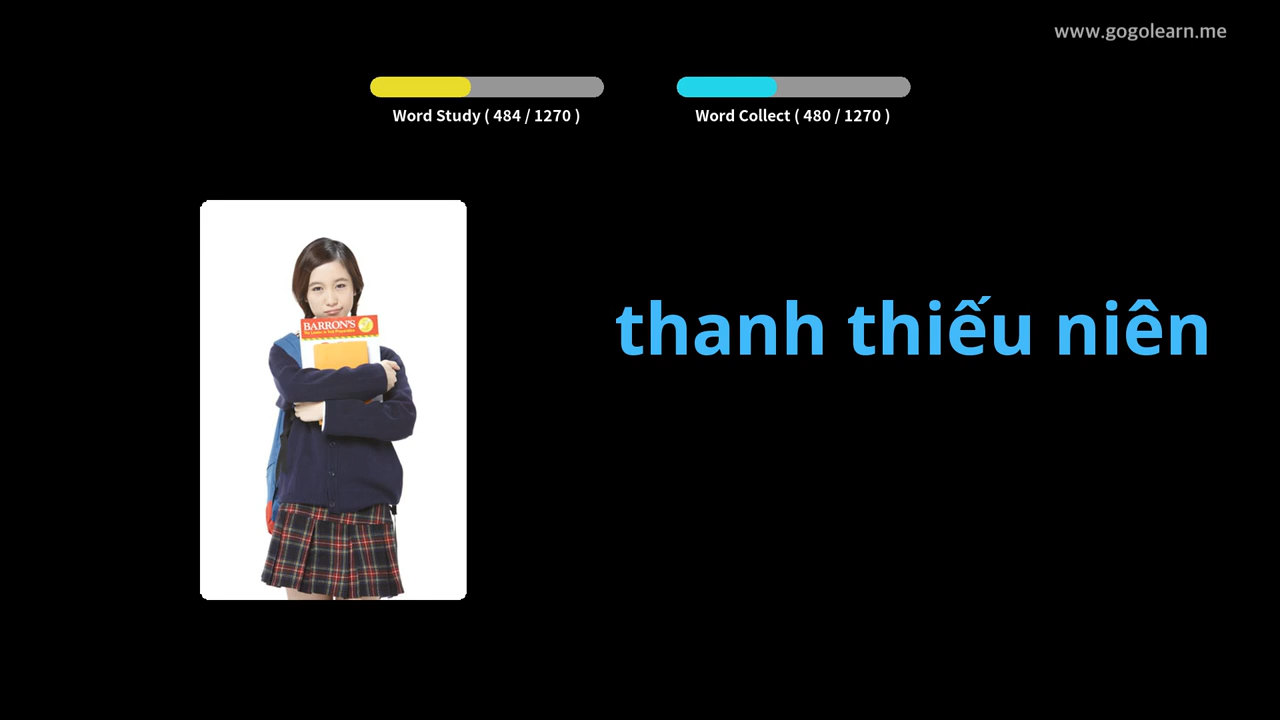 www.gogolearn.me
Word Study ( 484 / 1270 )
Word Collect ( 480 / 1270 )
BARRON'S
thanh thiếu niên